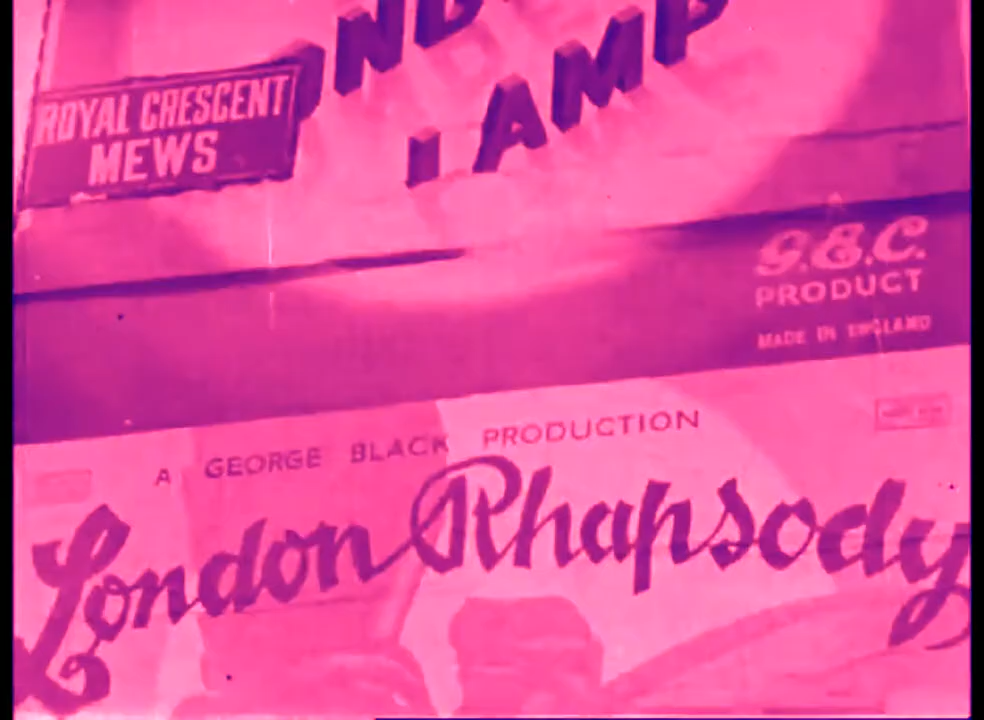 LAMP
ROYAL CRESCENT
MEWS
G.E.C.
PRODUCT
MADE IN ENGLAND
A GEORGE BLACK PRODUCTION
London Rhapsody